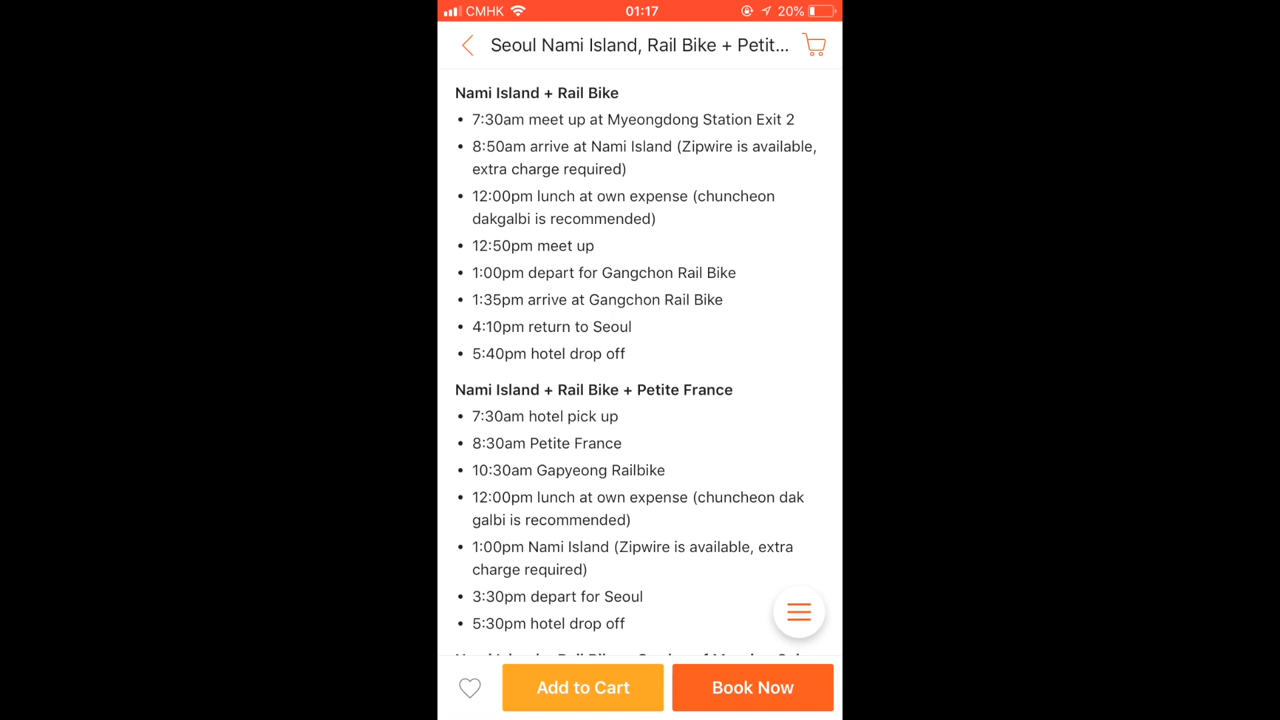 CMHK 01:17 20%
Seoul Nami Island, Rail Bike + Petit...
Nami Island + Rail Bike
• 7:30am meet up at Myeongdong Station Exit 2
• 8:50am arrive at Nami Island (Zipwire is available,
extra charge required)
• 12:00pm lunch at own expense (chuncheon
dakgalbi is recommended)
• 12:50pm meet up
• 1:00pm depart for Gangchon Rail Bike
• 1:35pm arrive at Gangchon Rail Bike
• 4:10pm return to Seoul
• 5:40pm hotel drop off
Nami Island + Rail Bike + Petite France
• 7:30am hotel pick up
• 8:30am Petite France
• 10:30am Gapyeong Railbike
• 12:00pm lunch at own expense (chuncheon dak
galbi is recommended)
• 1:00pm Nami Island (Zipwire is available, extra
charge required)
• 3:30pm depart for Seoul
• 5:30pm hotel drop off
Add to Cart Book Now